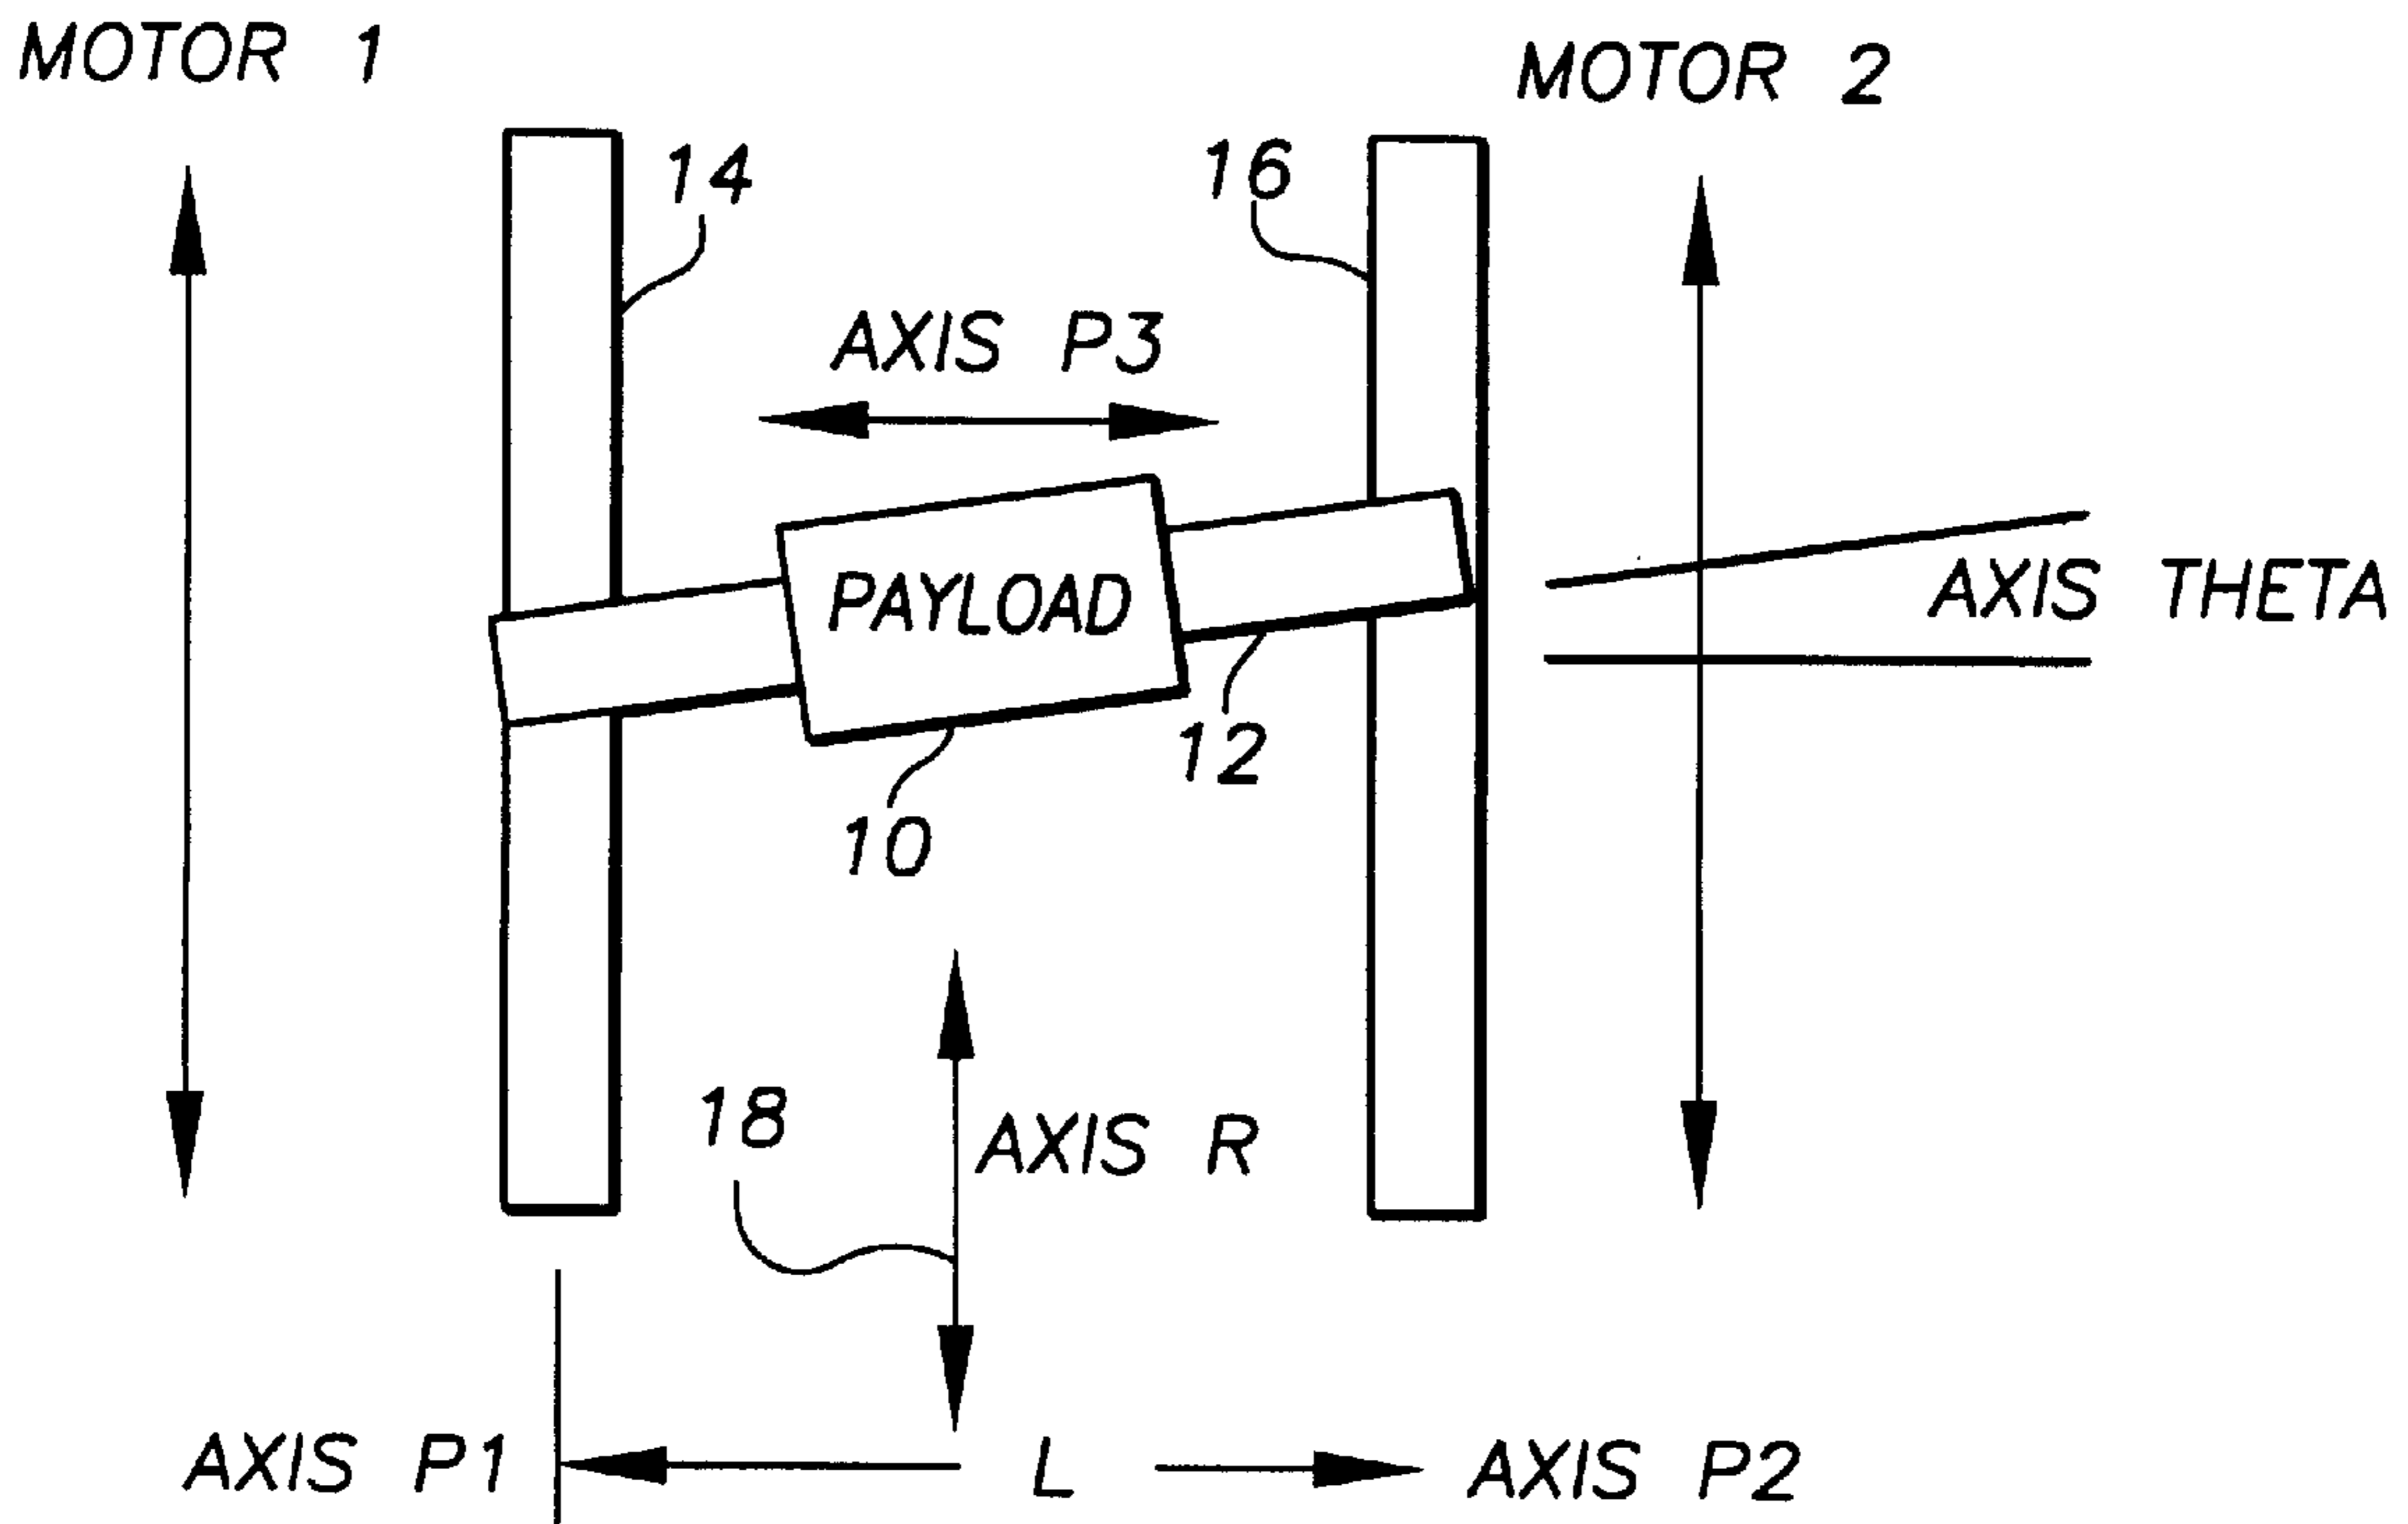 MOTOR 1
MOTOR 2
14
16
AXIS P3
PAYLOAD
AXIS THETA
12
10
18
AXIS R
AXIS P1
L
AXIS P2